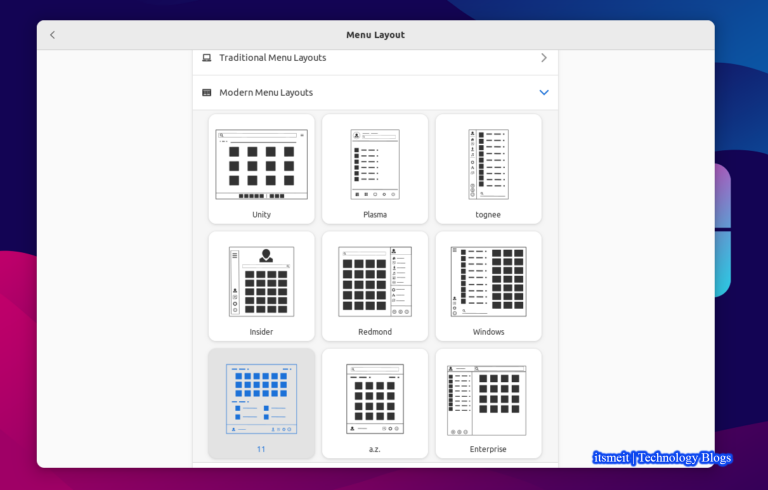 Menu Layout
Traditional Menu Layouts
Modern Menu Layouts
Unity
Plasma
tognee
Insider
Redmond
Windows
11
a.z.
Enterprise
itsmeit | Technology Blogs